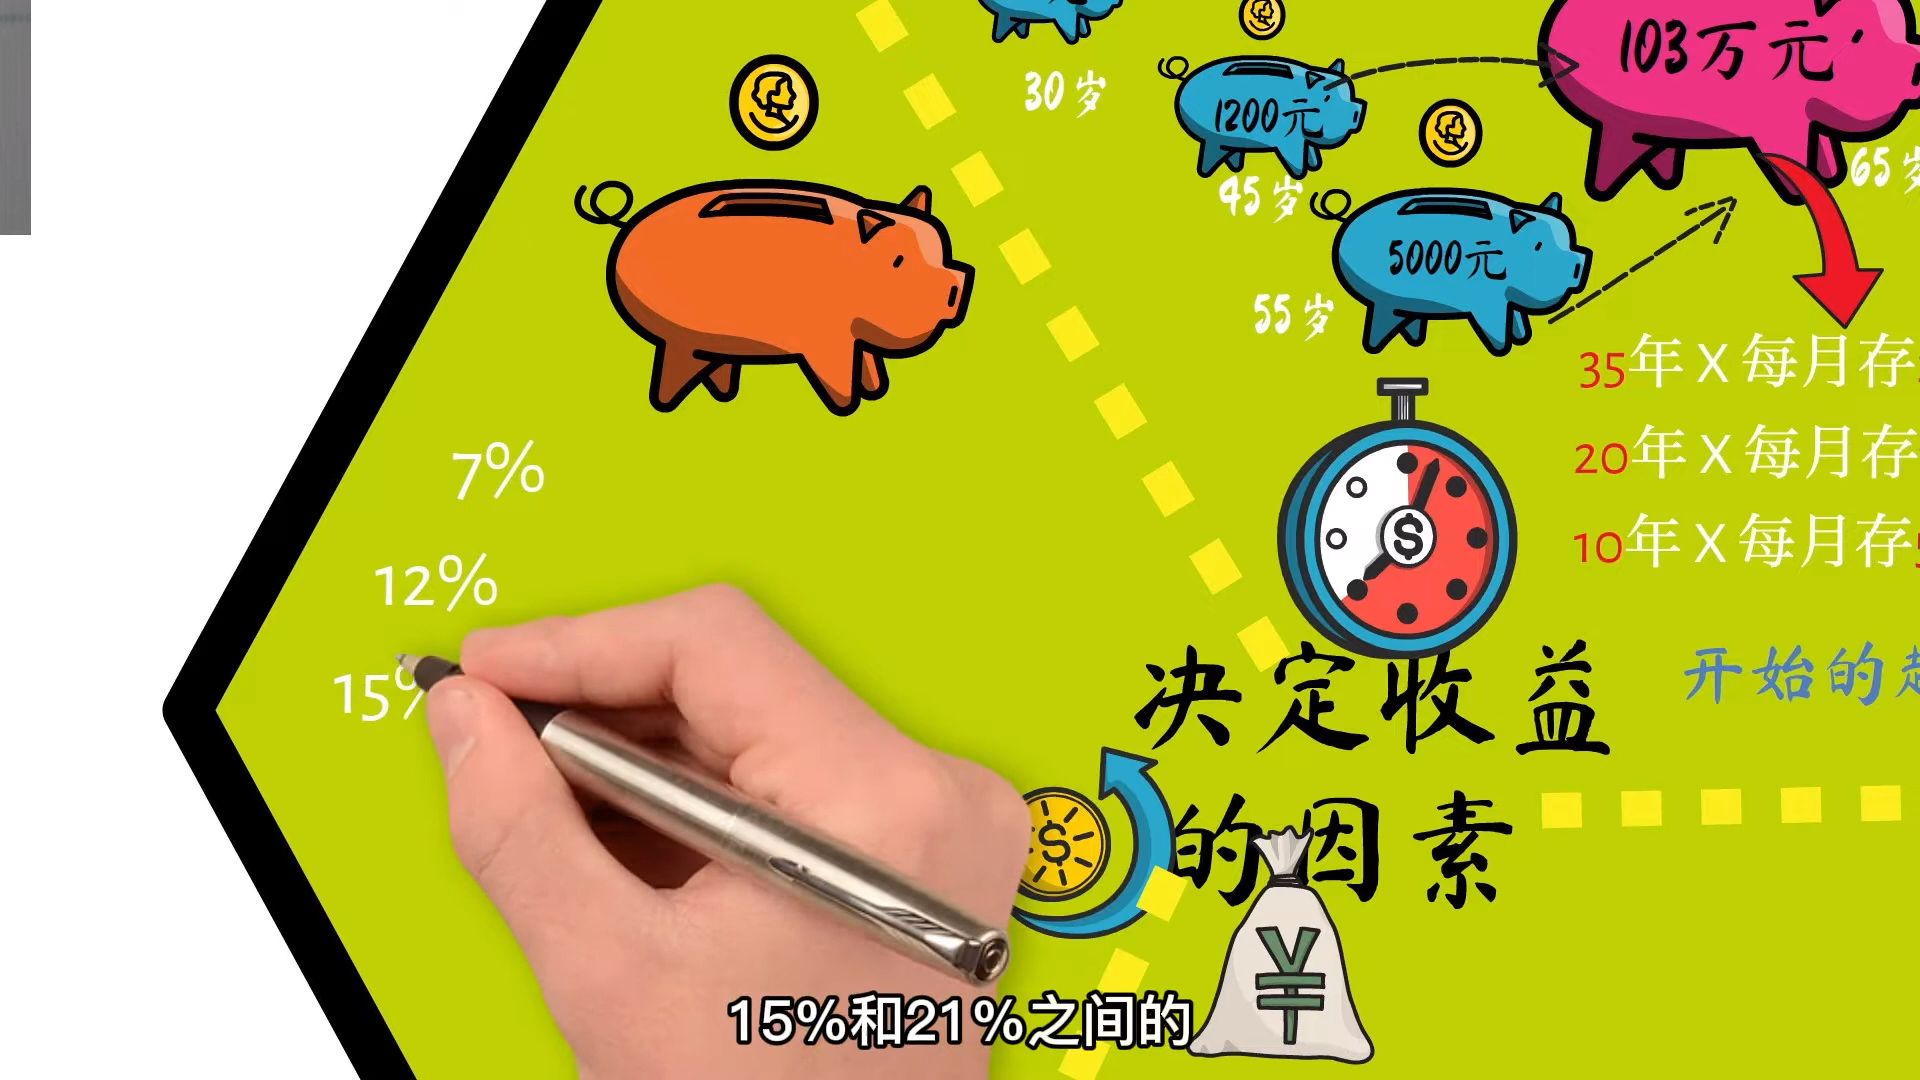 103万元
30岁
1200元
65岁
45岁
5000元
55岁
35年X每月存
20年X每月存
10年X每月存
7%
12%
15%
决定收益
的因素
开始的
15%和21%之间的